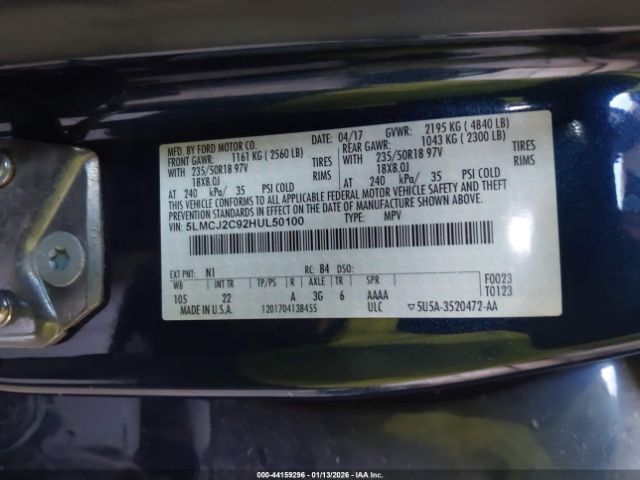 MFD. BY FORD MOTOR CO.
DATE: 04/17 GVWR: 2195 KG ( 4840 LB)
FRONT GAWR: 1161 KG ( 2560 LB) REAR GAWR: 1043 KG ( 2300 LB)
WITH TIRES WITH TIRES
235/50R18 97V RIMS 235/50R18 97V RIMS
18X8.0J 18X8.0J
AT 240 kPa/ 35 PSI COLD AT 240 kPa/ 35 PSI COLD
THIS VEHICLE CONFORMS TO ALL APPLICABLE FEDERAL MOTOR VEHICLE SAFETY AND THEFT
PREVENTION STANDARDS IN EFFECT ON THE DATE OF MANUFACTURE SHOWN ABOVE.
VIN: 5LMCJ2C92HUL50100 TYPE: MPV
EXT PNT: N1 RC: 84 DSO:
WB INT TR TP/PS R AXLE TR SPR
105 22 A 3G 6 AAAA
F0023
T0123
MADE IN U.S.A. 1201704138455 ULC 5U5A-3520472-AA
000-44159296 - 01/13/2026 - IAA Inc.